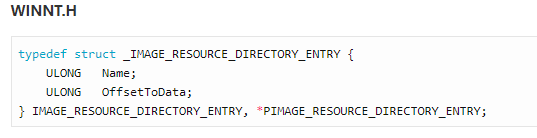 WINNT.H
typedef struct _IMAGE_RESOURCE_DIRECTORY_ENTRY {
    ULONG   Name;
    ULONG   OffsetToData;
} IMAGE_RESOURCE_DIRECTORY_ENTRY, *PIMAGE_RESOURCE_DIRECTORY_ENTRY;